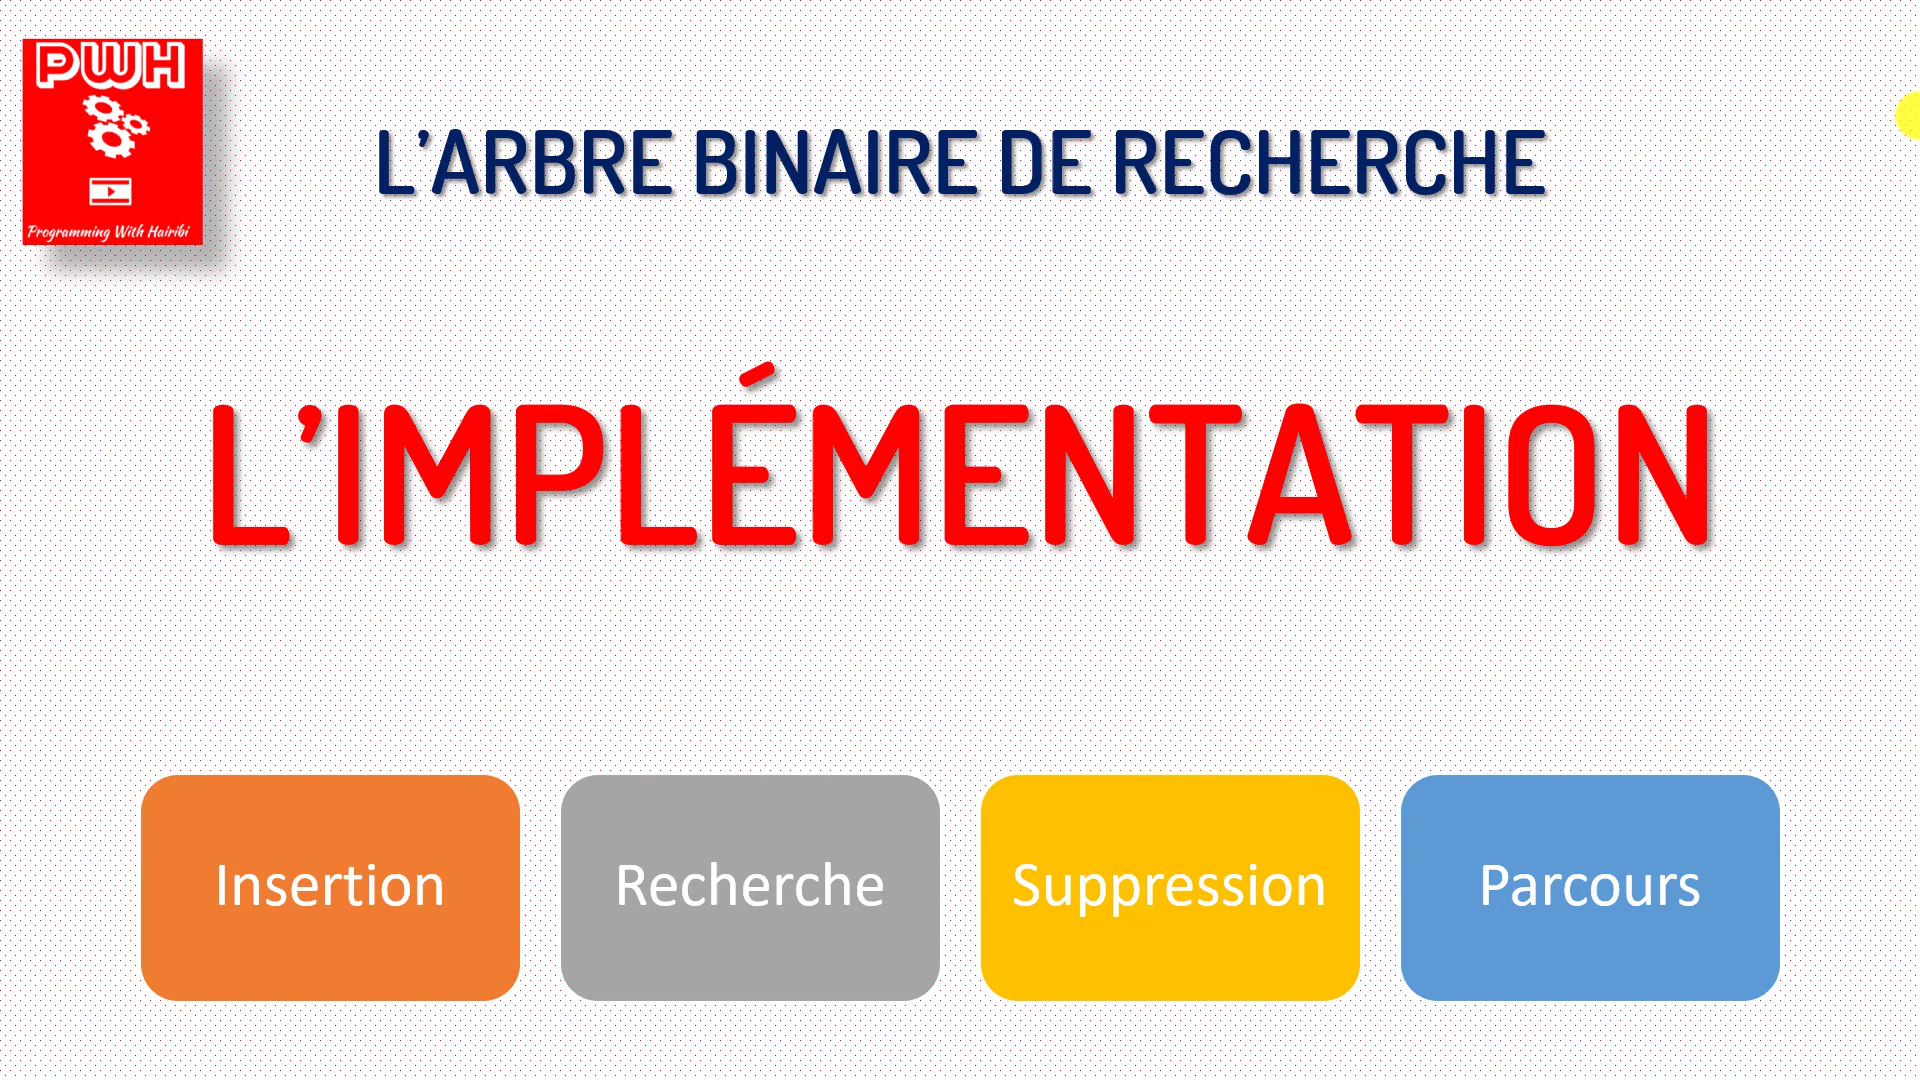 PWH
Programming With Hairibi
L’ARBRE BINAIRE DE RECHERCHE
L’IMPLÉMENTATION
Insertion
Recherche
Suppression
Parcours